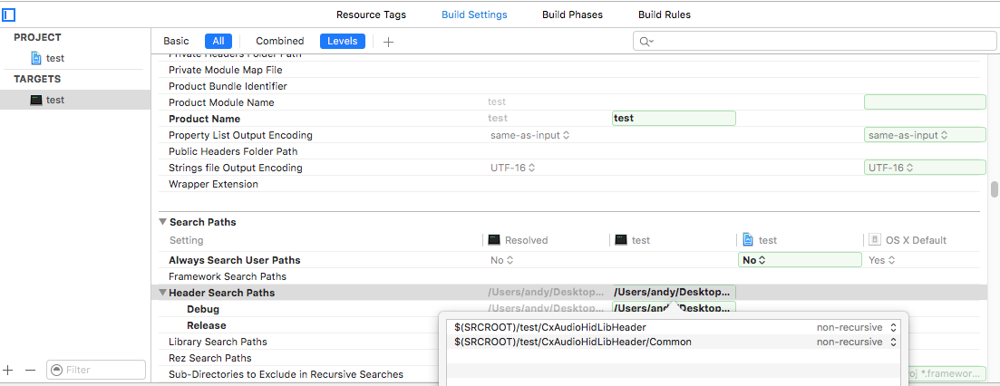 Resource Tags Build Settings Build Phases Build Rules
PROJECT
test
TARGETS
test
Filter
Basic All Combined Levels
Private Headers Folder Path
Private Module Map File
Product Bundle Identifier
Product Module Name test
Product Name test test
Property List Output Encoding same-as-input same-as-input
Public Headers Folder Path
Strings file Output Encoding UTF-16 UTF-16
Wrapper Extension
Search Paths
Setting Resolved test test OS X Default
Always Search User Paths No No Yes
Framework Search Paths
Header Search Paths /Users/andy/Desktop... /Users/andy/Desktop...
Debug /Users/andy/Desktop... /Users/andy/Desktop...
Release
$(SRCROOT)/test/CxAudioHidLibHeader non-recursive
Library Search Paths
$(SRCROOT)/test/CxAudioHidLibHeader/Common non-recursive
Rez Search Paths
Sub-Directories to Exclude in Recursive Searches *.framewor...